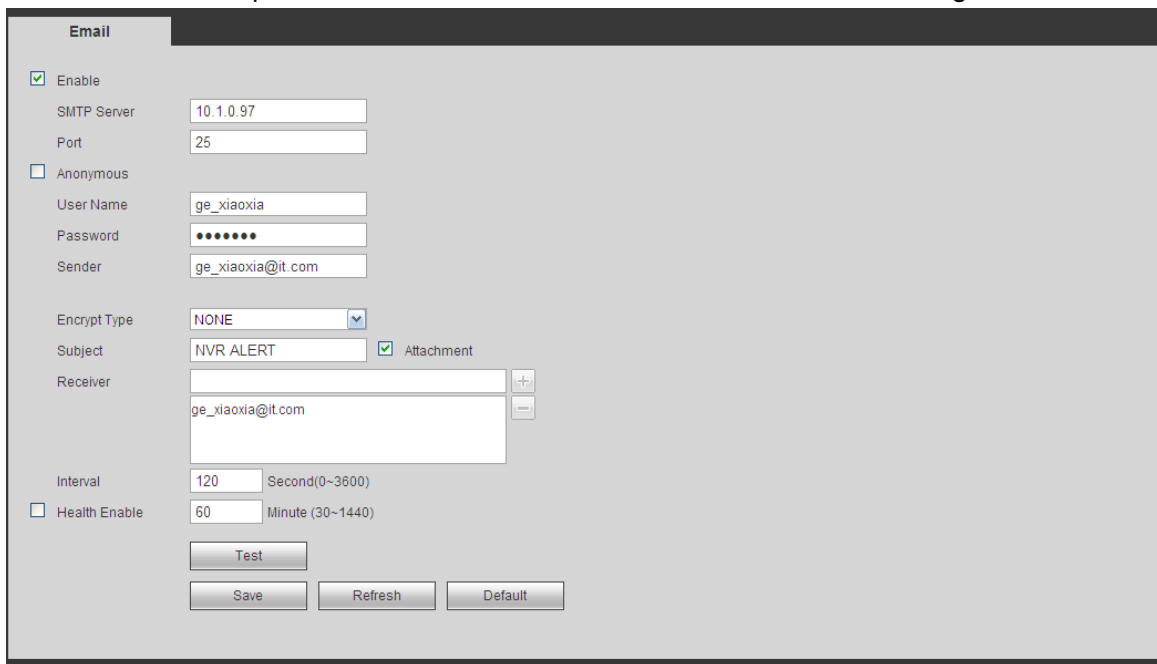 Email
Enable
SMTP Server 10.1.0.97
Port 25
Anonymous
User Name ge_xiaoxia
Password •••••••
Sender ge_xiaoxia@it.com
Encrypt Type NONE
Subject NVR ALERT Attachment
Receiver
ge_xiaoxia@it.com
Interval 120 Second(0~3600)
Health Enable 60 Minute (30~1440)
Test
Save Refresh Default